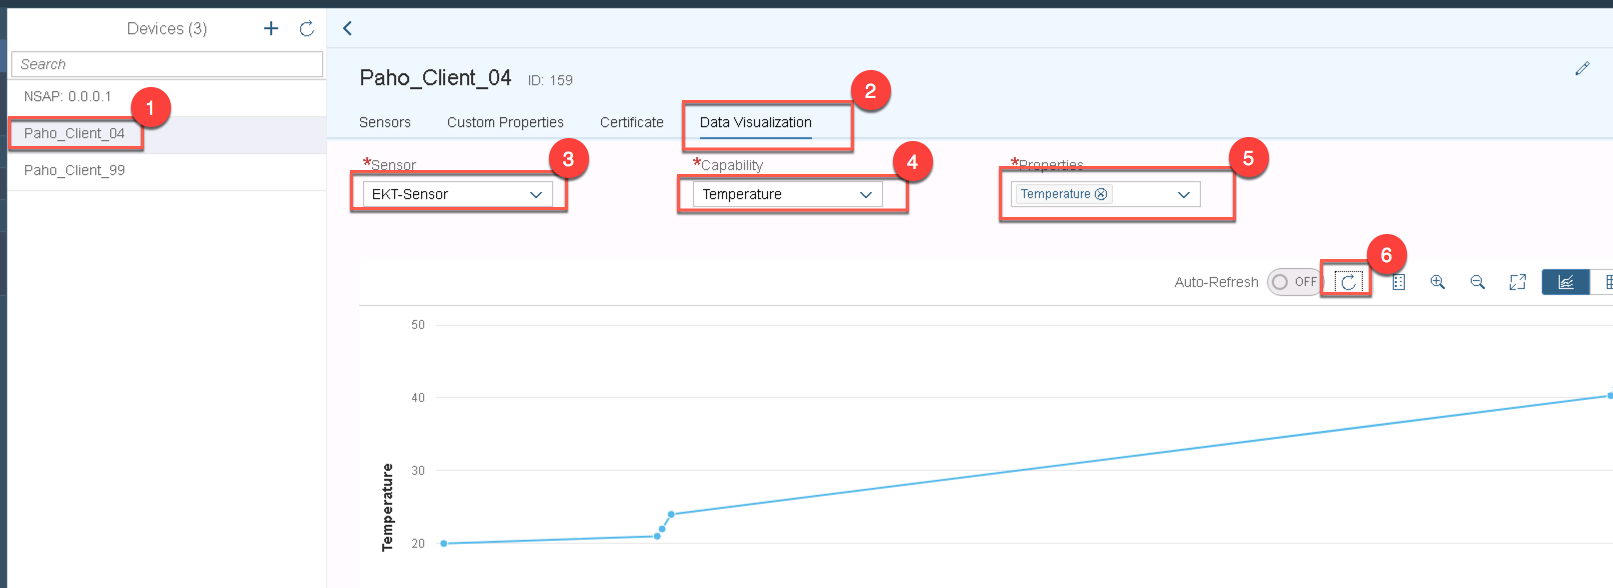 Devices (3)
Search
NSAP: 0.0.0.1
1
Paho_Client_04
Paho_Client_99
Paho_Client_04 ID: 159
2
Sensors Custom Properties Certificate Data Visualization
3
4
5
*Sensor *Capability *Properties
EKT-Sensor Temperature Temperature
6
Auto-Refresh OFF
50
40
30
20
Temperature